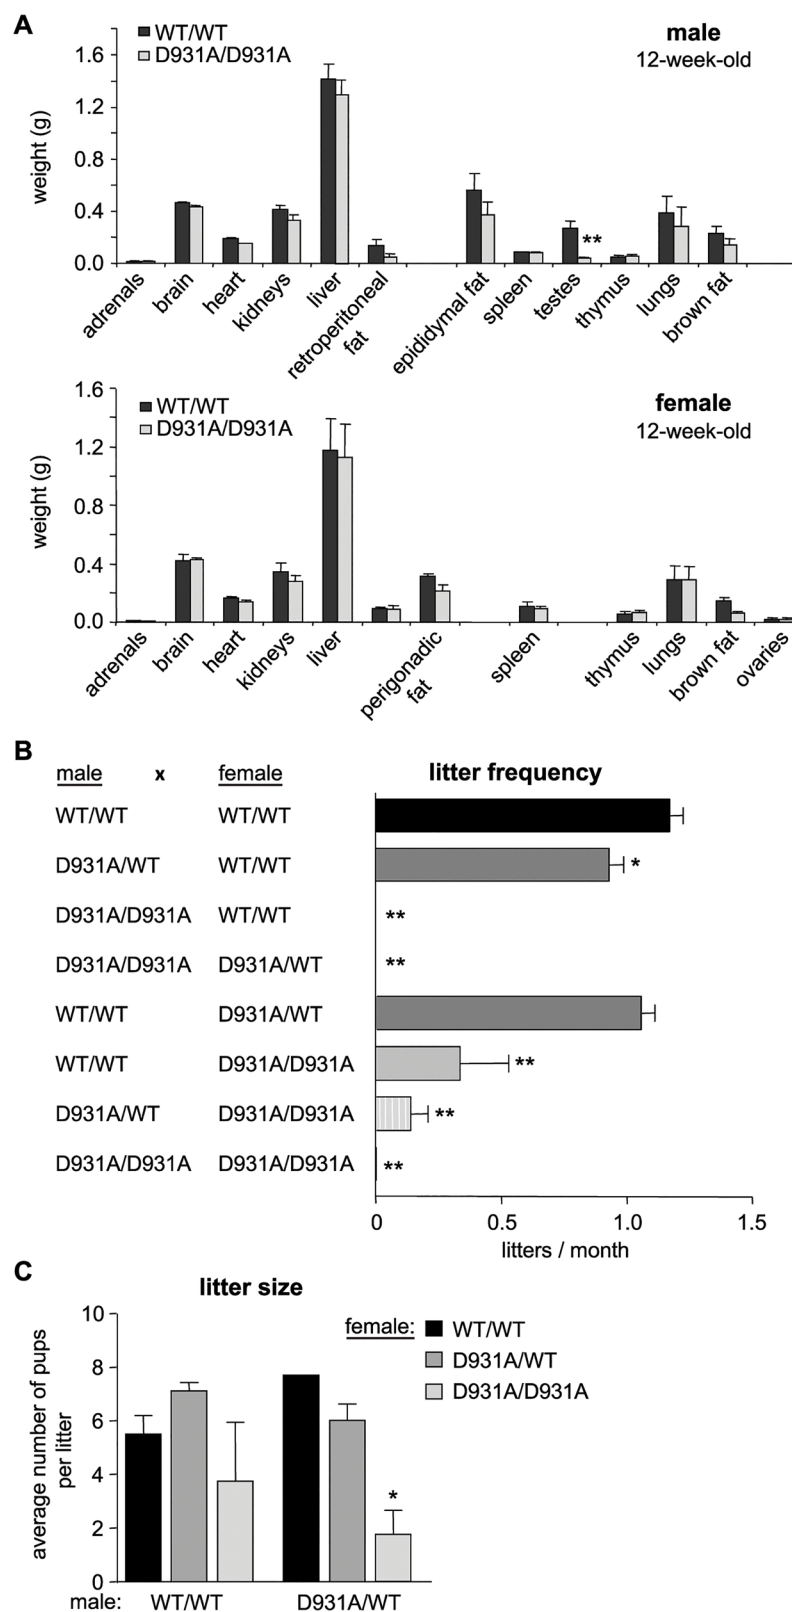 A
WT/WT
D931A/D931A
male
12-week-old
weight (g)
1.6
1.2
0.8
0.4
0.0
adrenals
brain
heart
kidneys
liver
retroperitoneal
fat
epididymal fat
spleen
testes
**
thymus
lungs
brown fat
WT/WT
D931A/D931A
female
12-week-old
weight (g)
1.6
1.2
0.8
0.4
0.0
adrenals
brain
heart
kidneys
liver
perigonadic
fat
spleen
thymus
lungs
brown fat
ovaries
B
male x female
litter frequency
WT/WT WT/WT
D931A/WT WT/WT *
D931A/D931A WT/WT **
D931A/D931A D931A/WT **
WT/WT D931A/WT
WT/WT D931A/D931A **
D931A/WT D931A/D931A **
D931A/D931A D931A/D931A **
0 0.5 1.0 1.5
litters / month
C
litter size
average number of pups
per litter
10
8
6
4
2
0
female: WT/WT
D931A/WT
D931A/D931A
*
male: WT/WT D931A/WT